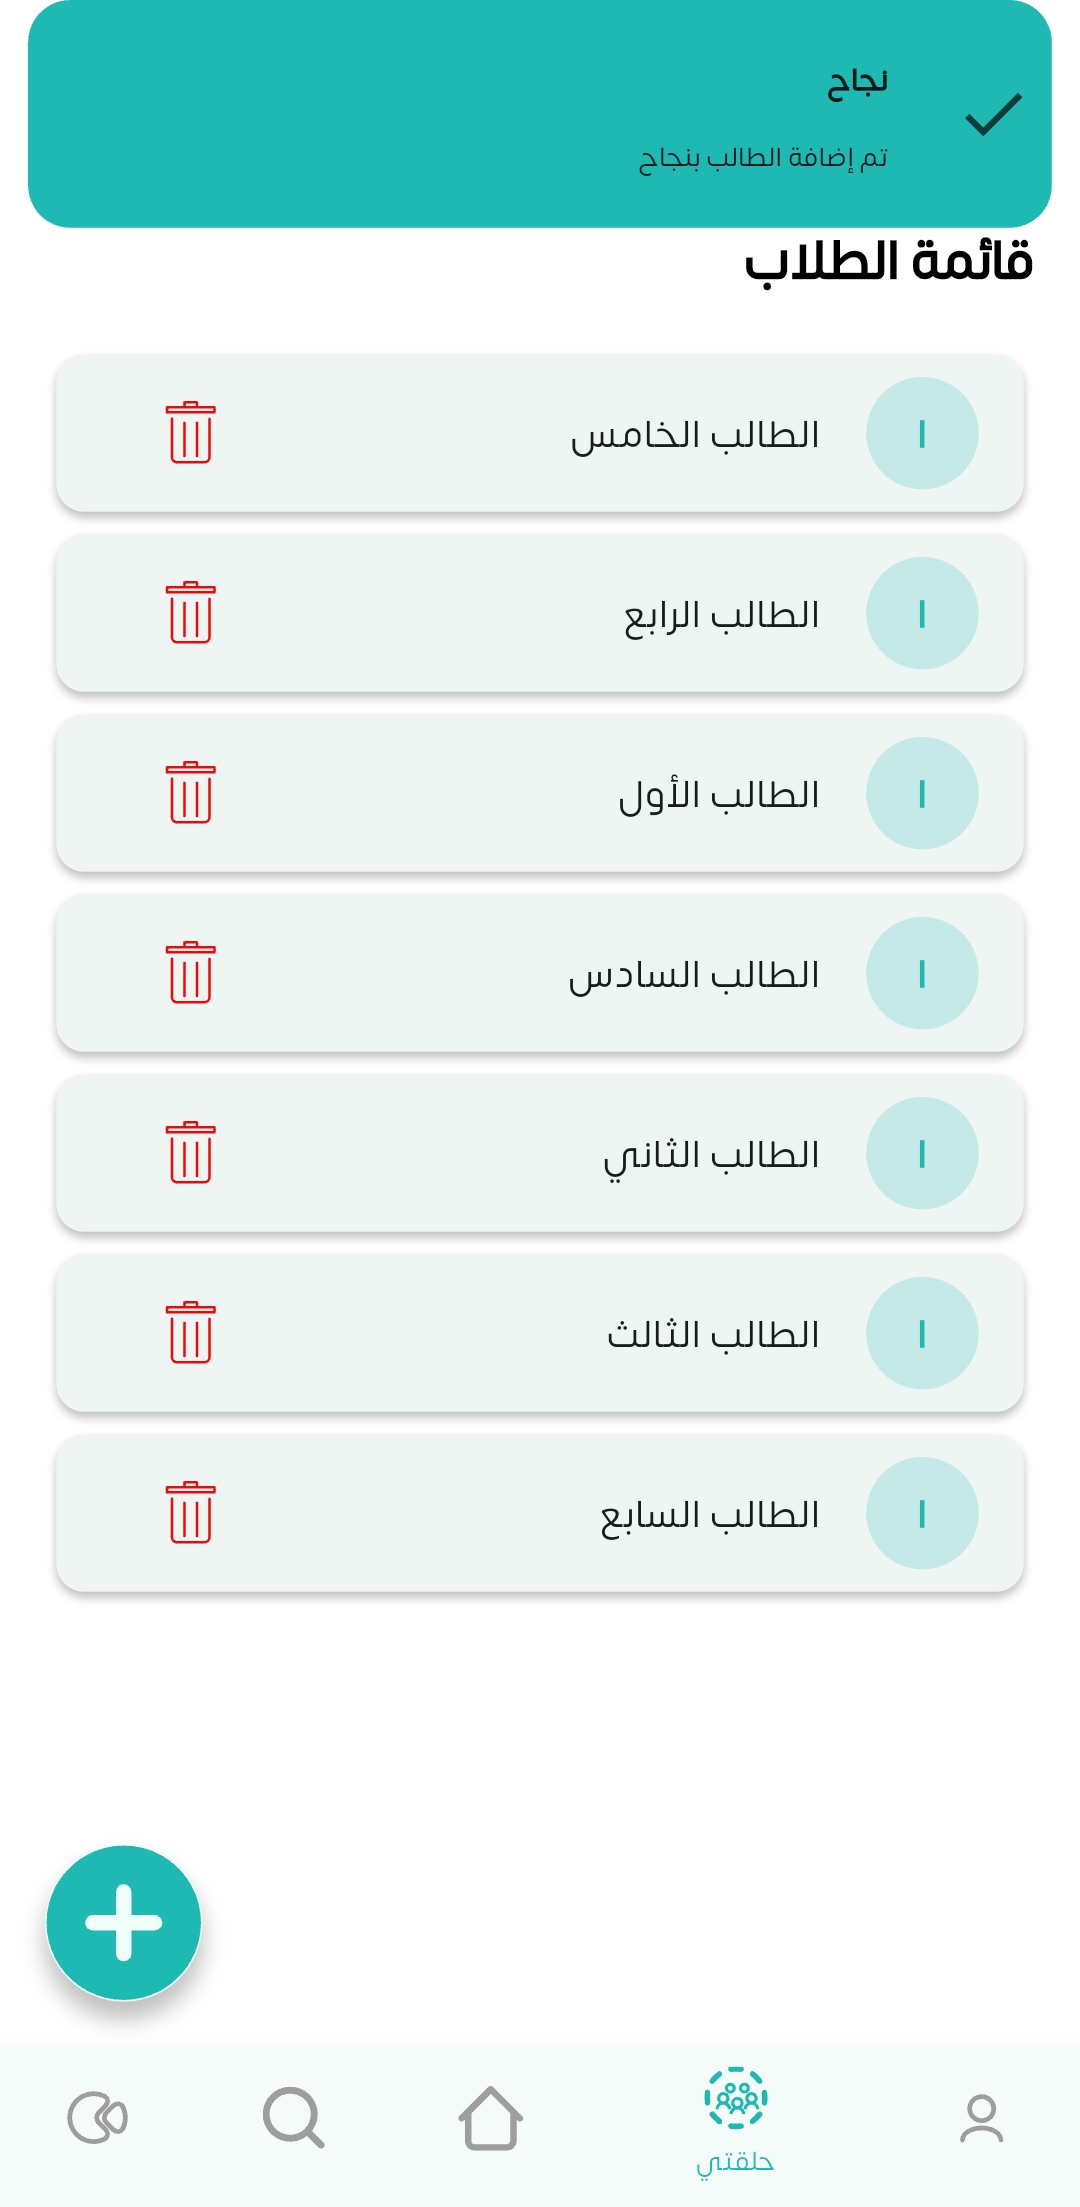 نجاح
تم إضافة الطالب بنجاح
قائمة الطلاب
ا
الطالب الخامس
ا
الطالب الرابع
ا
الطالب الأول
ا
الطالب السادس
ا
الطالب الثاني
ا
الطالب الثالث
ا
الطالب السابع
حلقتي